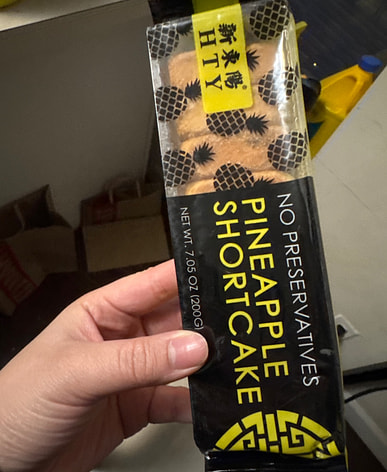 新東陽®
HTY
NO PRESERVATIVES
PINEAPPLE
SHORTCAKE
NET WT. 7.05 OZ (200G)